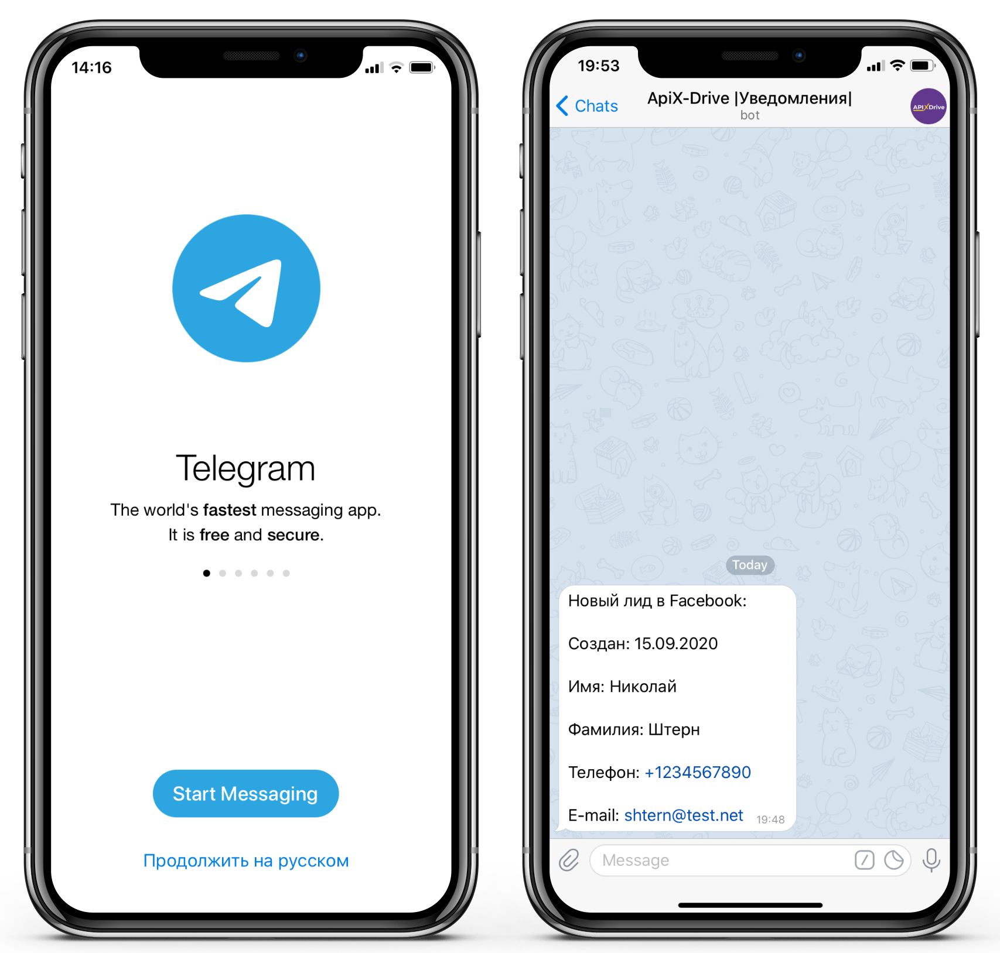 14:16
Telegram
The world's fastest messaging app.
It is free and secure.
Start Messaging
Продолжить на русском
19:53
Chats
ApiX-Drive |Уведомления|
bot
APIXDrive
Today
Новый лид в Facebook:
Создан: 15.09.2020
Имя: Николай
Фамилия: Штерн
Телефон: +1234567890
E-mail: shtern@test.net
19:48
Message